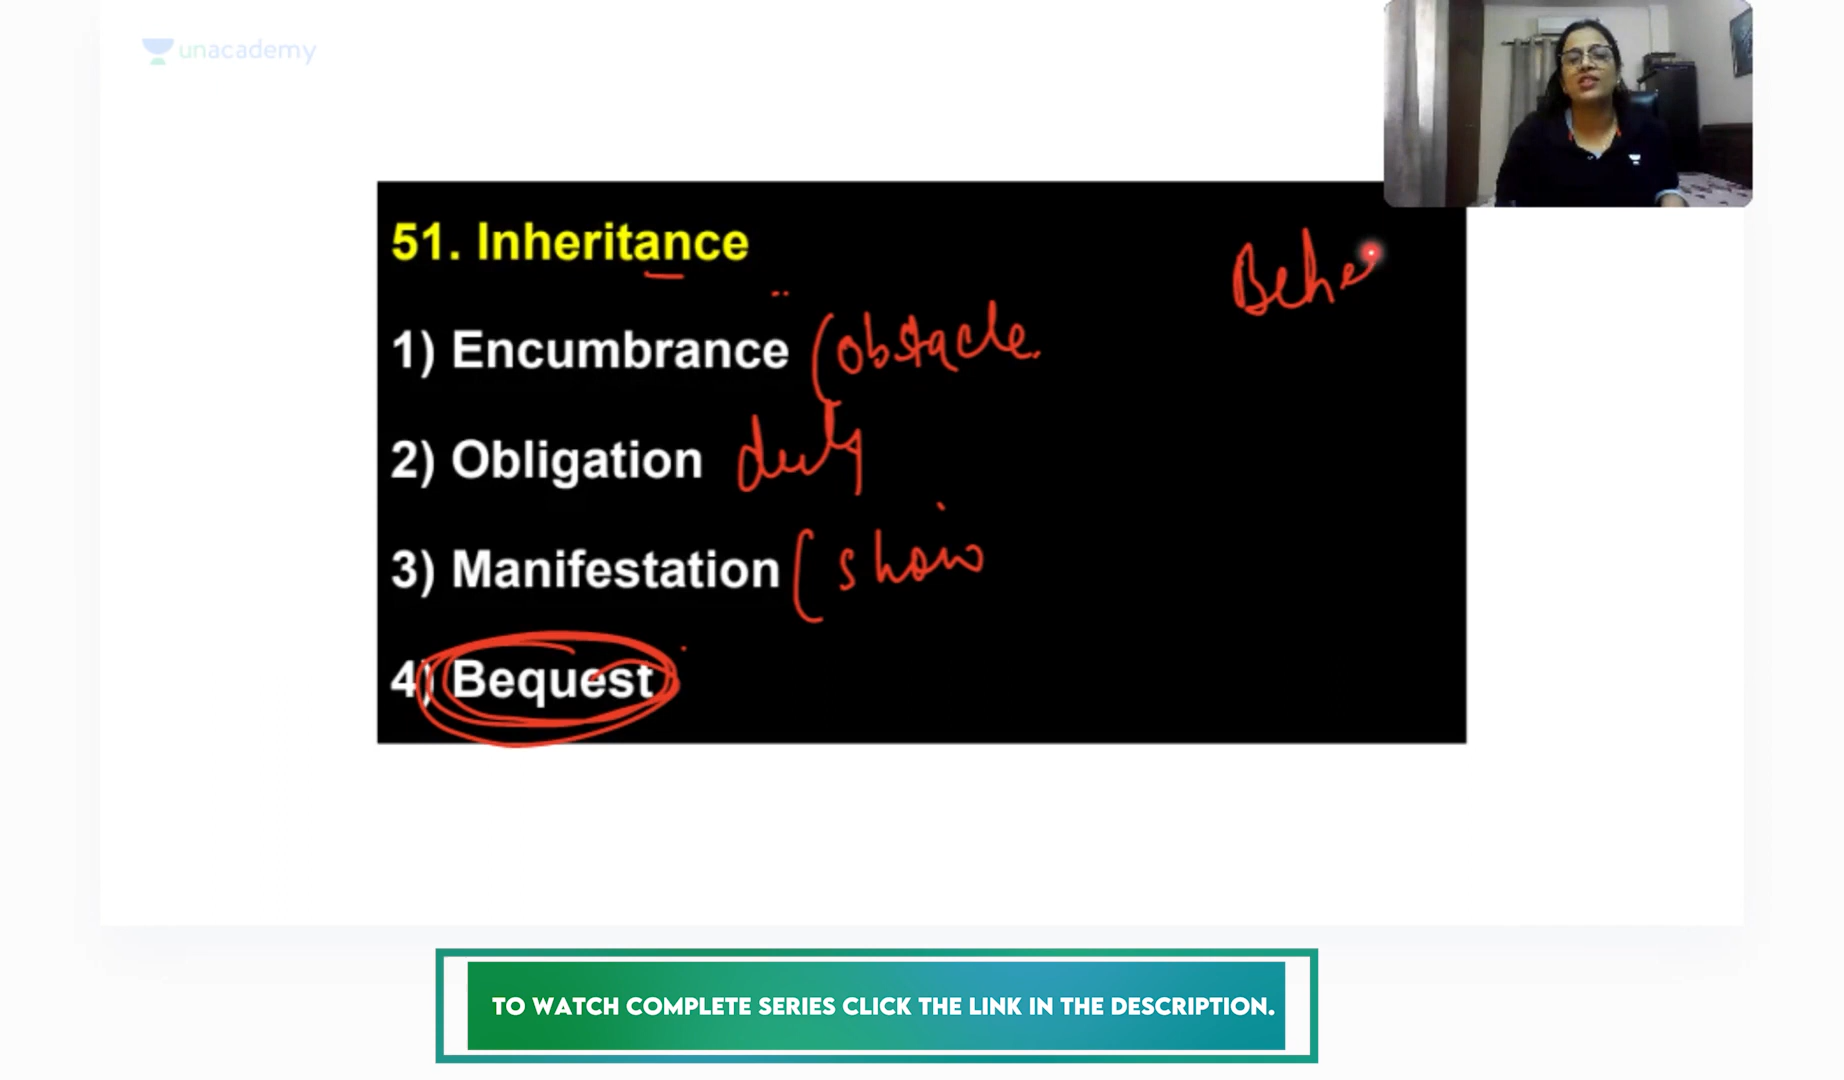 unacademy
51. Inheritance
Behe
1) Encumbrance (obstacle.
2) Obligation duty
3) Manifestation (show
4) Bequest
TO WATCH COMPLETE SERIES CLICK THE LINK IN THE DESCRIPTION.